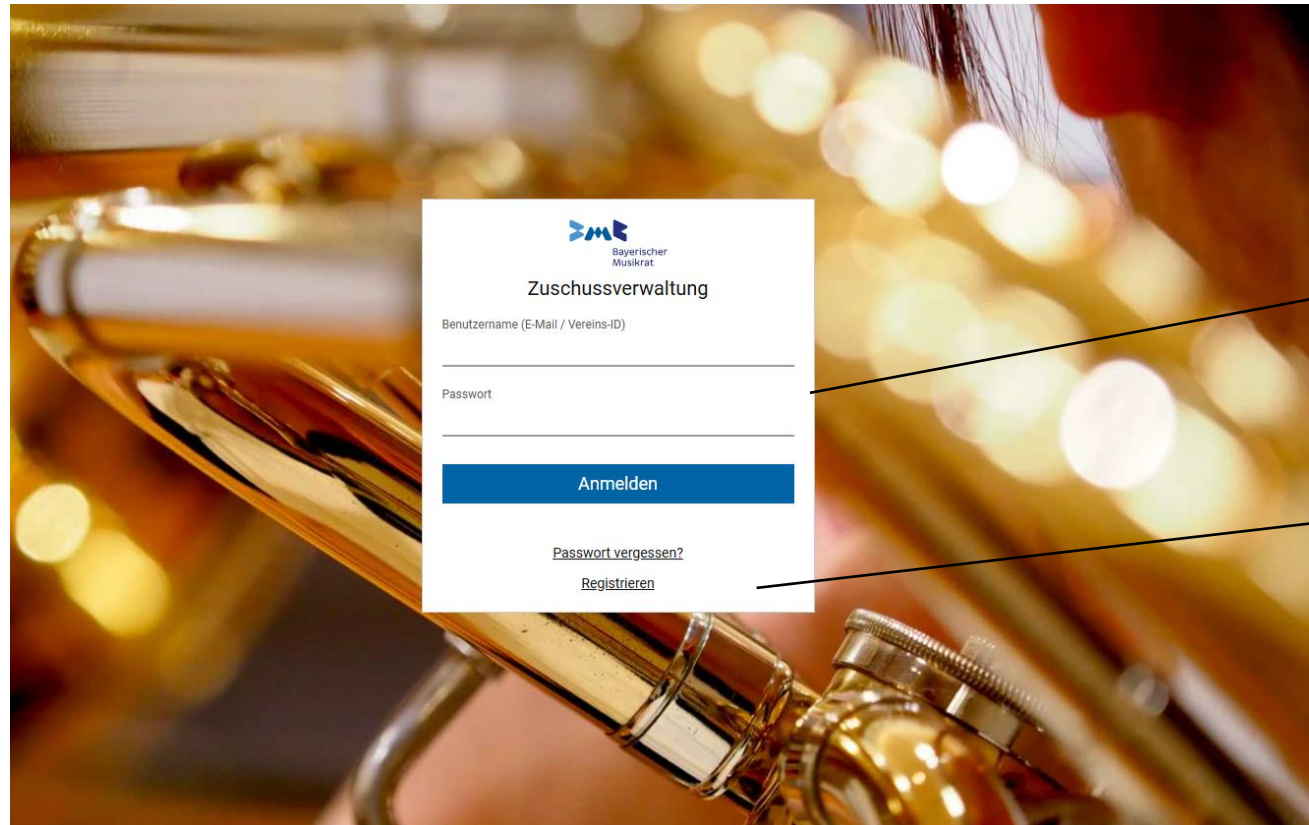 bmr
Bayerischer
Musikrat
Zuschussverwaltung
Benutzername (E-Mail / Vereins-ID)
Passwort
Anmelden
Passwort vergessen?
Registrieren